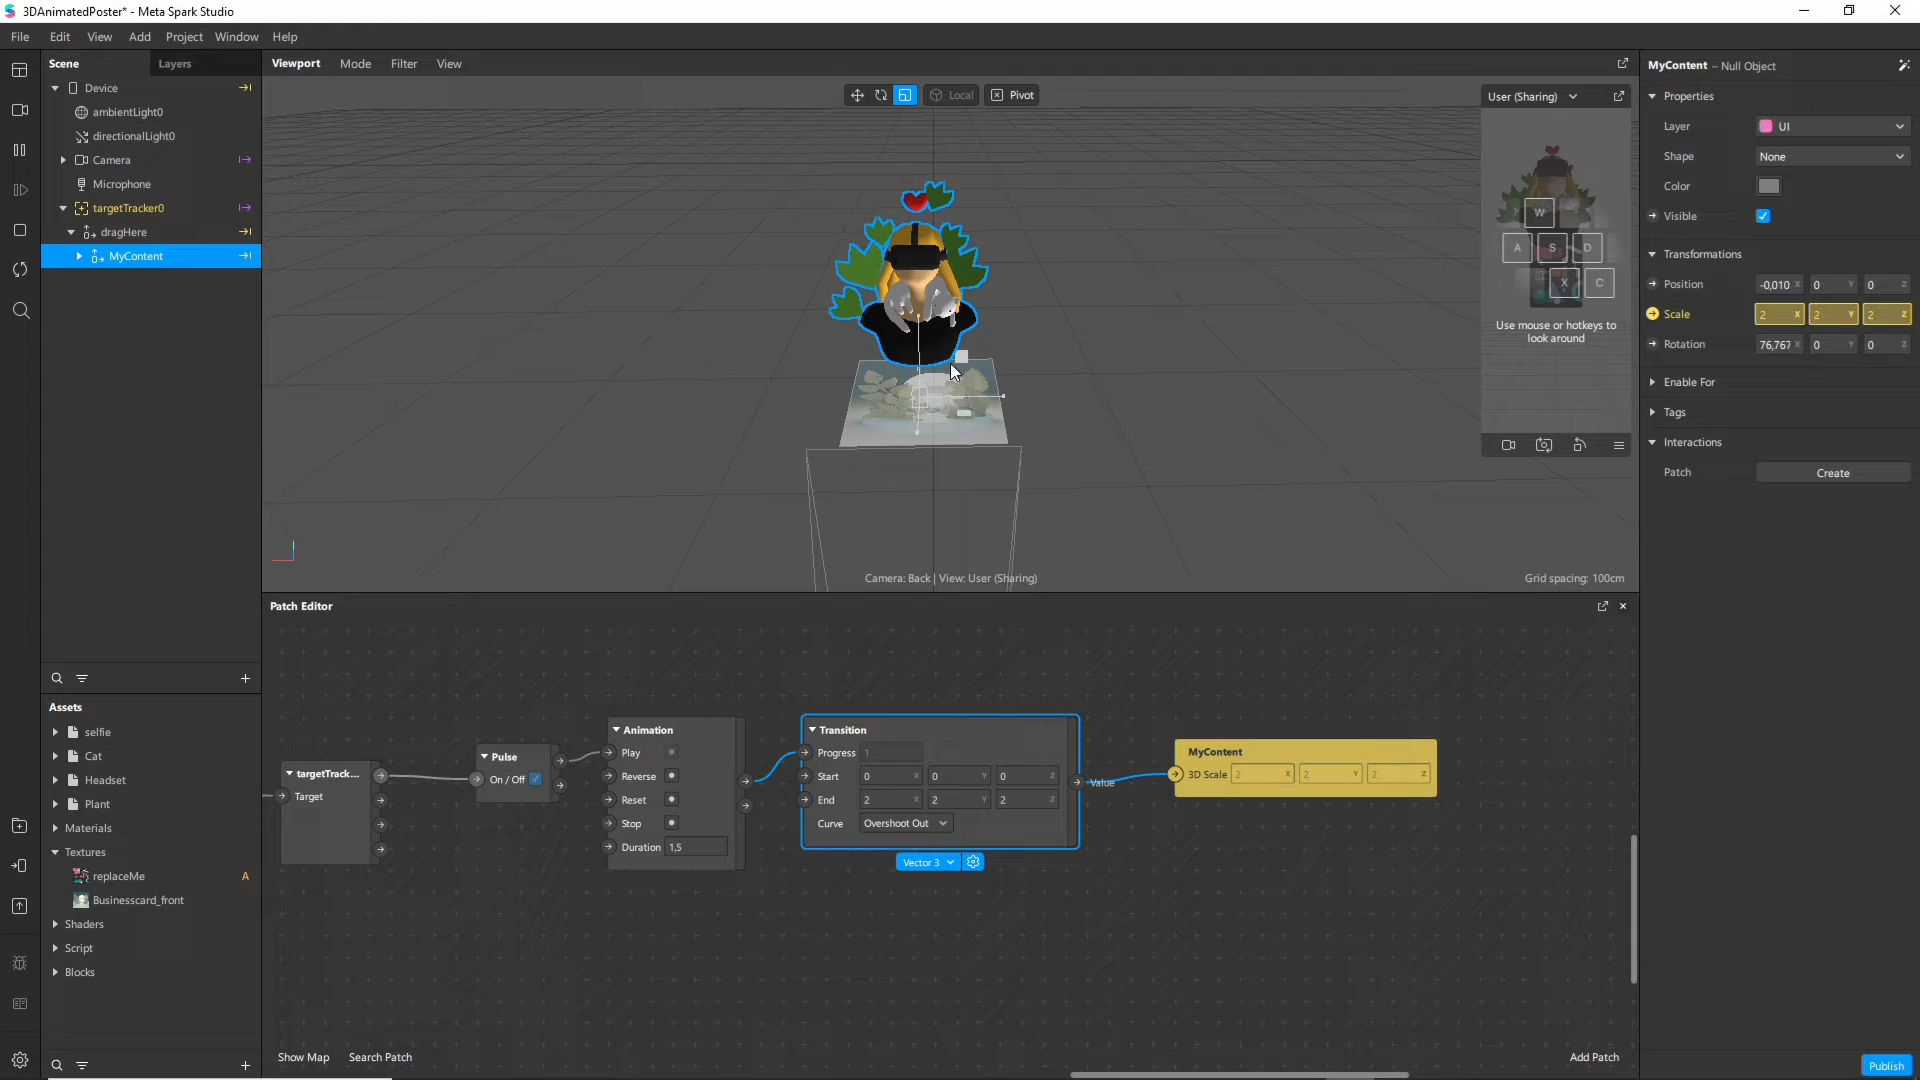 3DAnimatedPoster* - Meta Spark Studio
File Edit View Add Project Window Help
Scene Layers
Device
ambientLight0
directionalLight0
Camera
Microphone
targetTracker0
dragHere
MyContent
Viewport Mode Filter View
Local Pivot
User (Sharing)
W
A S D
X C
Use mouse or hotkeys to
look around
Camera: Back | View: User (Sharing)
Grid spacing: 100cm
MyContent – Null Object
Properties
Layer UI
Shape None
Color
Visible
Transformations
Position -0,010 X 0 Y 0 Z
Scale 2 X 2 Y 2 Z
Rotation 76,767 X 0 Y 0 Z
Enable For
Tags
Interactions
Patch Create
Assets
selfie
Cat
Headset
Plant
Materials
Textures
replaceMe A
Businesscard_front
Shaders
Script
Blocks
Patch Editor
targetTrack...
Target
Pulse
On / Off
Animation
Play
Reverse
Reset
Stop
Duration 1,5
Transition
Progress 1
Start 0 X 0 Y 0 Z
End 2 X 2 Y 2 Z
Curve Overshoot Out
Value
Vector 3
MyContent
3D Scale 2 X 2 Y 2 Z
Show Map Search Patch
Add Patch
Publish